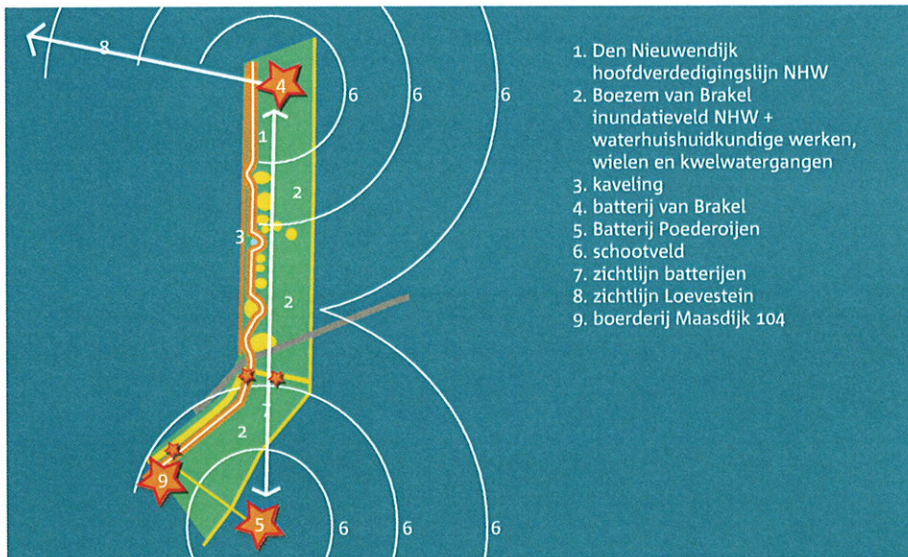 8
4
6
6
6
1
2
3
2
7
2
9
5
6
6
6
1. Den Nieuwendijk
hoofdverdedigingslijn NHW
2. Boezem van Brakel
inundatieveld NHW +
waterhuishuidkundige werken,
wielen en kwelwatergangen
3. kaveling
4. batterij van Brakel
5. Batterij Poederoijen
6. schootveld
7. zichtlijn batterijen
8. zichtlijn Loevestein
9. boerderij Maasdijk 104